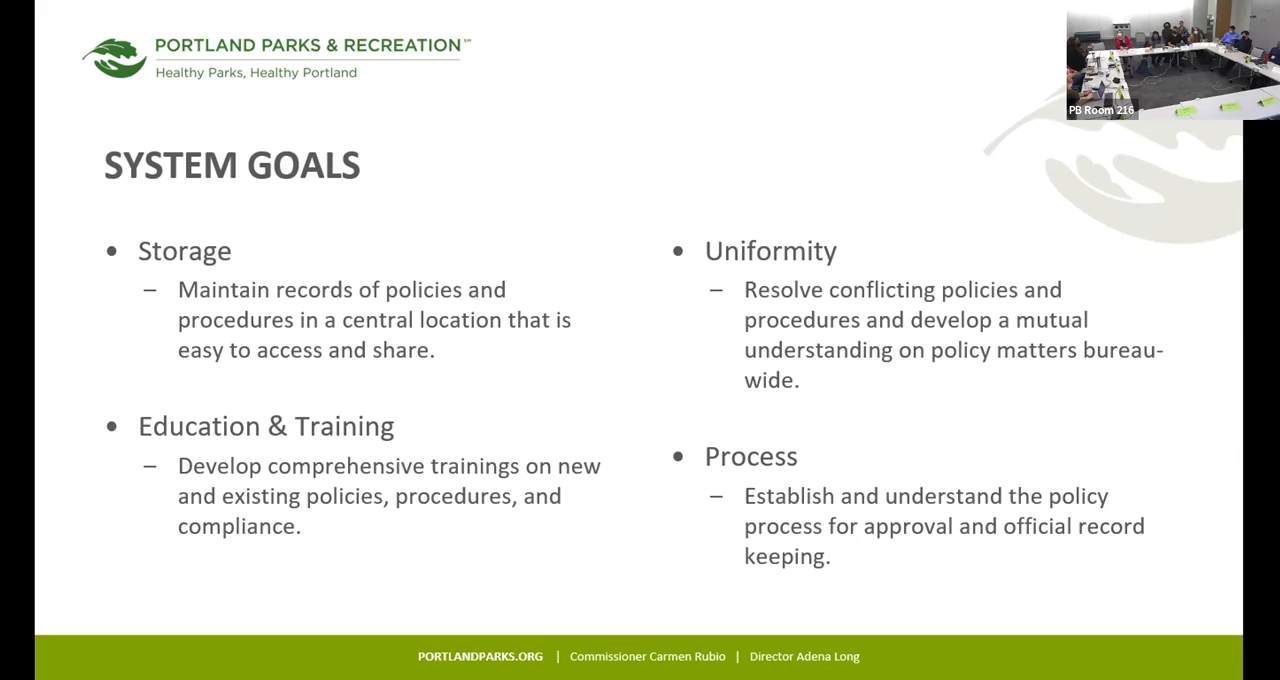 PORTLAND PARKS & RECREATION℠
Healthy Parks, Healthy Portland
PB Room 216
SYSTEM GOALS
• Storage
– Maintain records of policies and
procedures in a central location that is
easy to access and share.
• Education & Training
– Develop comprehensive trainings on new
and existing policies, procedures, and
compliance.
• Uniformity
– Resolve conflicting policies and
procedures and develop a mutual
understanding on policy matters bureau-
wide.
• Process
– Establish and understand the policy
process for approval and official record
keeping.
PORTLANDPARKS.ORG | Commissioner Carmen Rubio | Director Adena Long